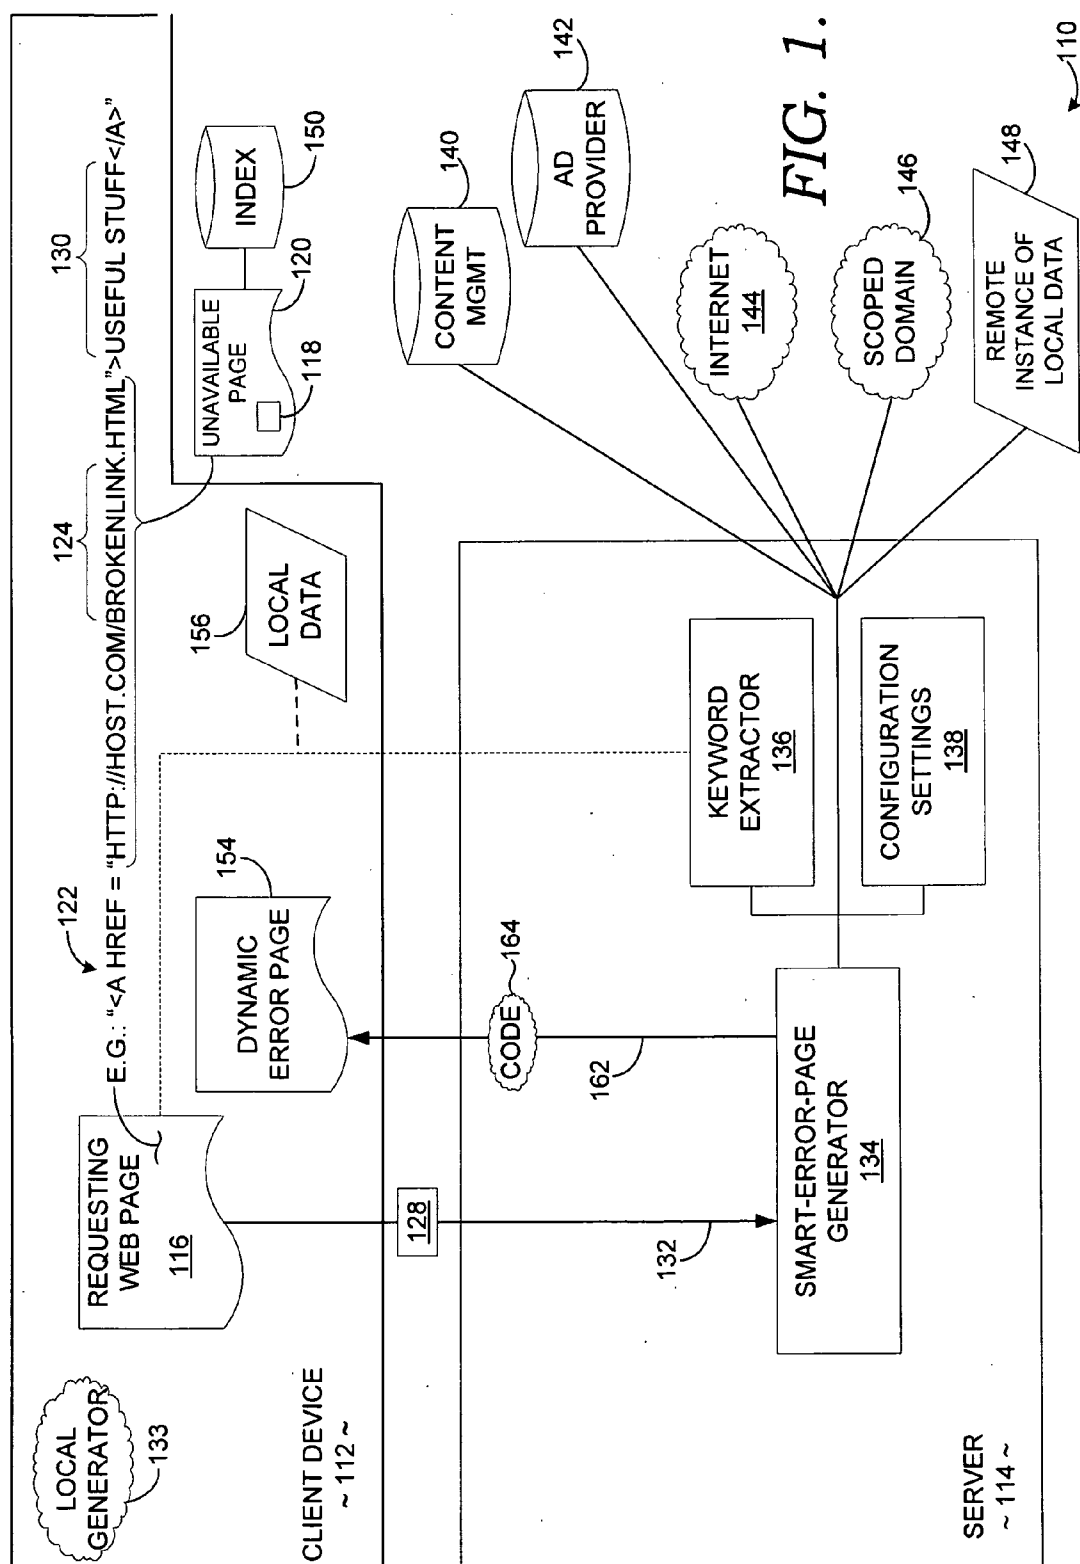 LOCAL
GENERATOR
133
CLIENT DEVICE
~ 112 ~
REQUESTING
WEB PAGE
116
122
E.G.: “<A HREF = “HTTP://HOST.COM/BROKENLINK.HTML”>USEFUL STUFF</A>”
124
130
DYNAMIC
ERROR PAGE
154
156
LOCAL
DATA
UNAVAILABLE
PAGE
118
120
INDEX
150
128
132
CODE
164
162
SERVER
~ 114 ~
SMART-ERROR-PAGE
GENERATOR
134
KEYWORD
EXTRACTOR
136
CONFIGURATION
SETTINGS
138
CONTENT
MGMT
140
AD
PROVIDER
142
INTERNET
144
SCOPED
DOMAIN
146
REMOTE
INSTANCE OF
LOCAL DATA
148
FIG. 1.
110